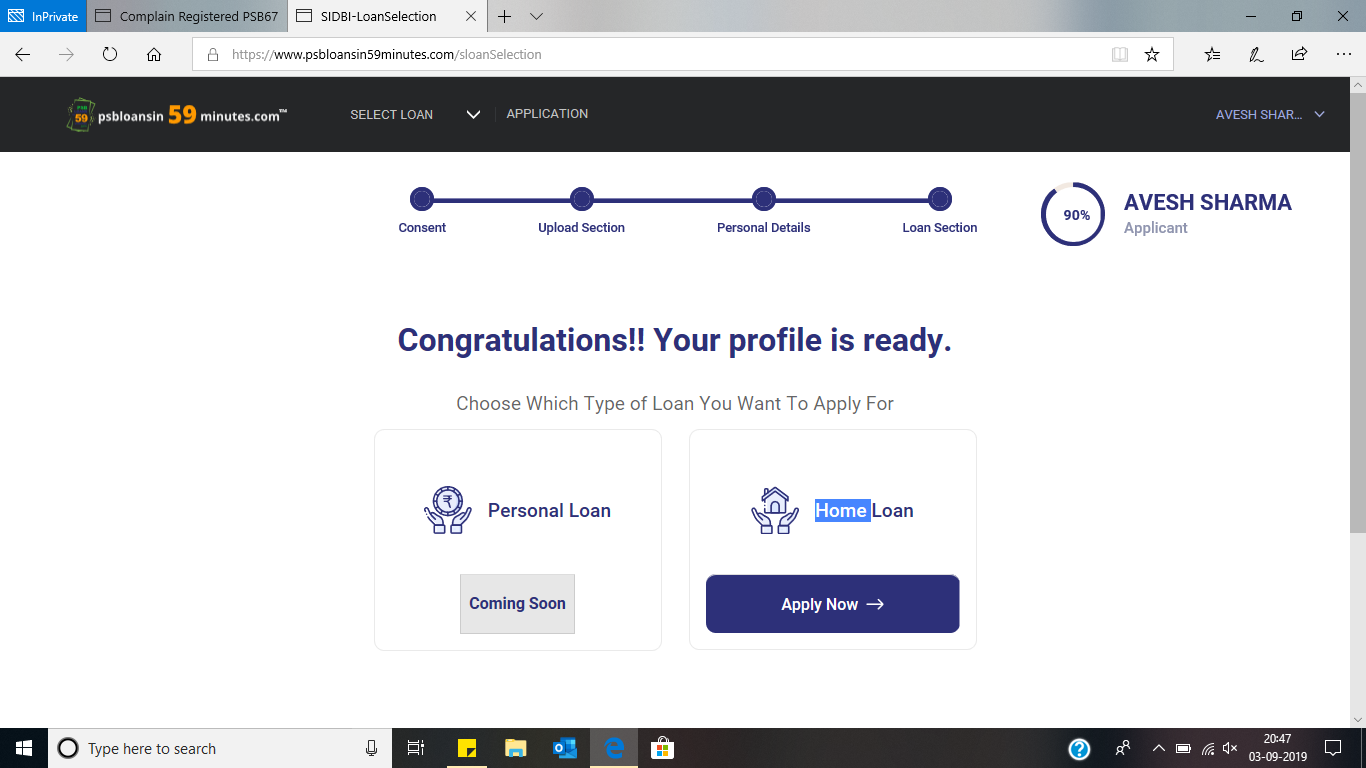 InPrivate
Complain Registered PSB67
SIDBI-LoanSelection
https://www.psbloansin59minutes.com/sloanSelection
PSB
59
psbloansin 59 minutes.com™
SELECT LOAN
APPLICATION
AVESH SHAR...
Consent
Upload Section
Personal Details
Loan Section
90%
AVESH SHARMA
Applicant
Congratulations!! Your profile is ready.
Choose Which Type of Loan You Want To Apply For
₹
Personal Loan
Home Loan
Coming Soon
Apply Now →
Type here to search
20:47
03-09-2019